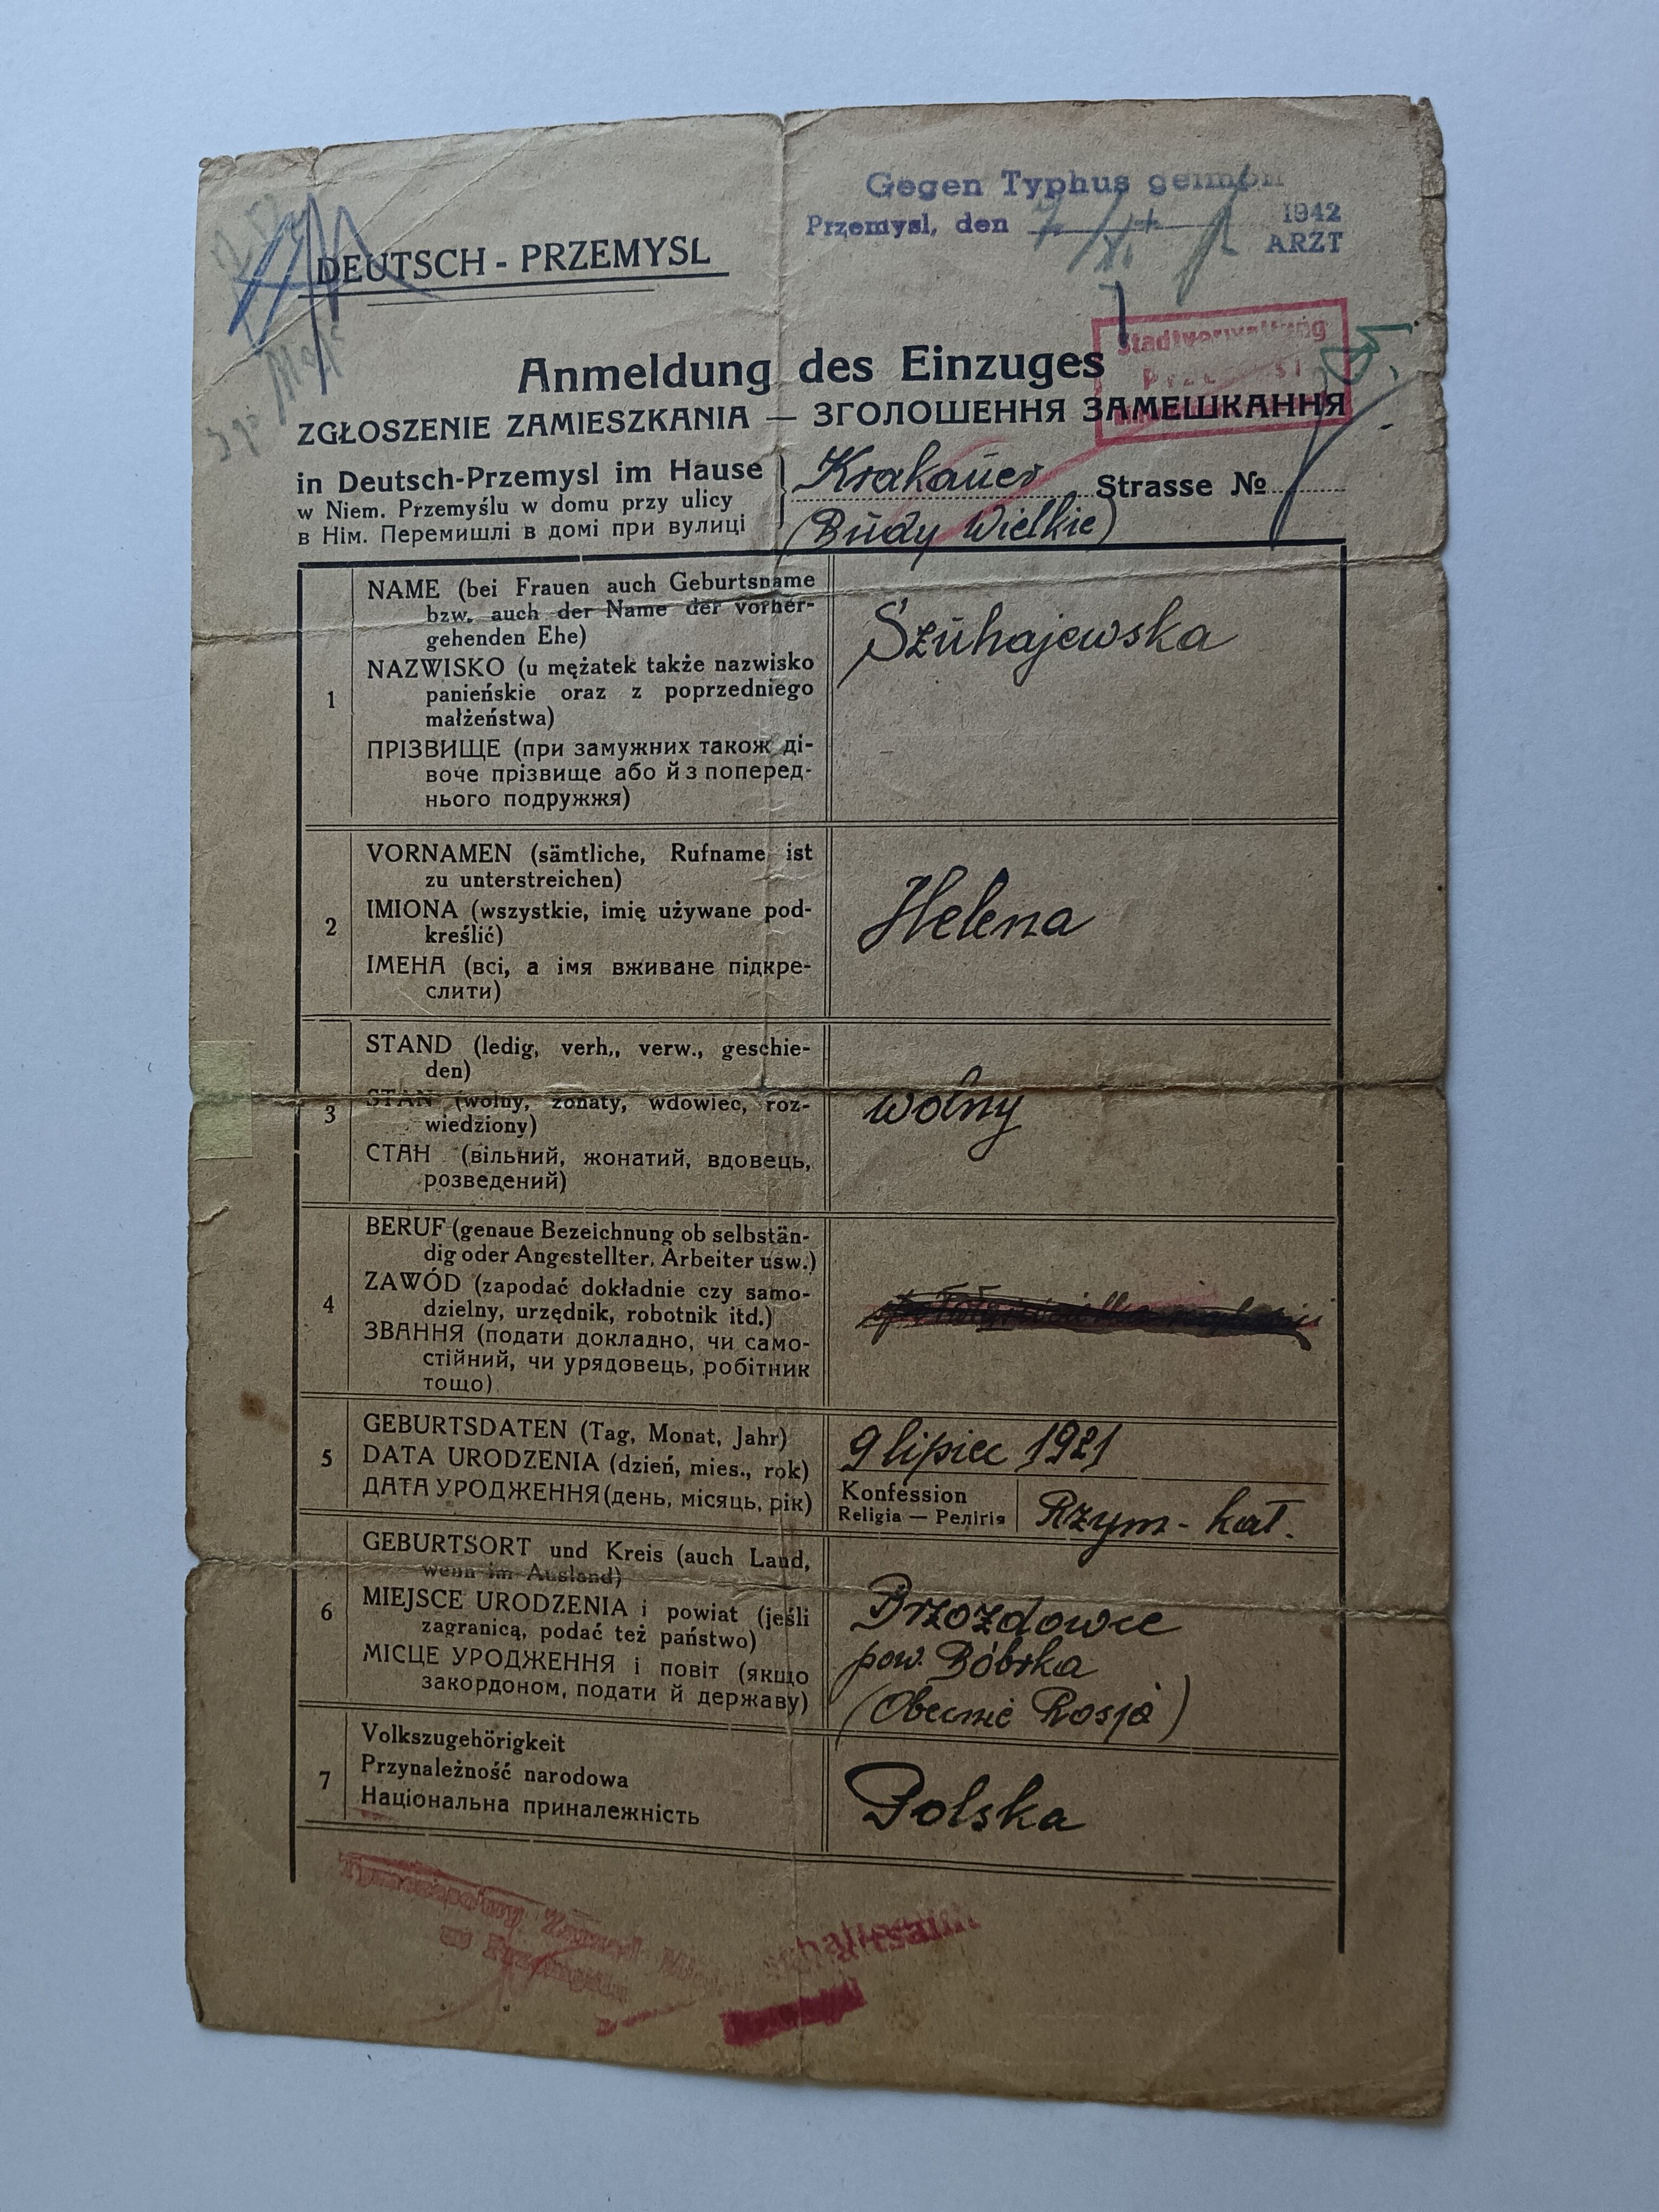 Gegen Typhus geimpft
Przemysl, den 7/XI 1942
ARZT
DEUTSCH - PRZEMYSL
Stadtverwaltung
Anmeldung des Einzuges
ZGŁOSZENIE ZAMIESZKANIA — ЗГОЛОШЕННЯ ЗАМЕШКАННЯ
in Deutsch-Przemysl im Hause
w Niem. Przemyślu w domu przy ulicy
в Нім. Перемишлі в домі при вулиці
Krakauer Strasse №
(Budy Wielkie)
1
NAME (bei Frauen auch Geburtsname
bzw. auch der Name der vorher-
gehenden Ehe)
NAZWISKO (u mężatek także nazwisko
panieńskie oraz z poprzedniego
małżeństwa)
ПРІЗВИЩЕ (при замужних також ді-
воче прізвище або й з поперед-
нього подружжя)
Szuhajewska
2
VORNAMEN (sämtliche, Rufname ist
zu unterstreichen)
IMIONA (wszystkie, imię używane pod-
kreślić)
ІМЕНА (всі, а імя вживане підкре-
слити)
Helena
3
STAND (ledig, verh., verw., geschie-
den)
STAN (wolny, żonaty, wdowiec, roz-
wiedziony)
СТАН (вільний, жонатий, вдовець,
розведений)
wolny
4
BERUF (genaue Bezeichnung ob selbstän-
dig oder Angestellter, Arbeiter usw.)
ZAWÓD (zapodać dokładnie czy samo-
dzielny, urzędnik, robotnik itd.)
ЗВАННЯ (подати докладно, чи само-
стійний, чи урядовець, робітник
тощо)
5
GEBURTSDATEN (Tag, Monat, Jahr)
DATA URODZENIA (dzień, mies., rok)
ДАТА УРОДЖЕННЯ (день, місяць, рік)
9 lipiec 1921
Konfession
Religia — Релігія
Rzym-kat.
6
GEBURTSORT und Kreis (auch Land,
wenn im Ausland)
MIEJSCE URODZENIA i powiat (jeśli
zagranicą, podać też państwo)
МІСЦЕ УРОДЖЕННЯ і повіт (якщо
закордоном, подати й державу)
Brzozdowce
pow. Bóbrka
(Obecnie Rosja)
7
Volkszugehörigkeit
Przynależność narodowa
Національна приналежність
Polska